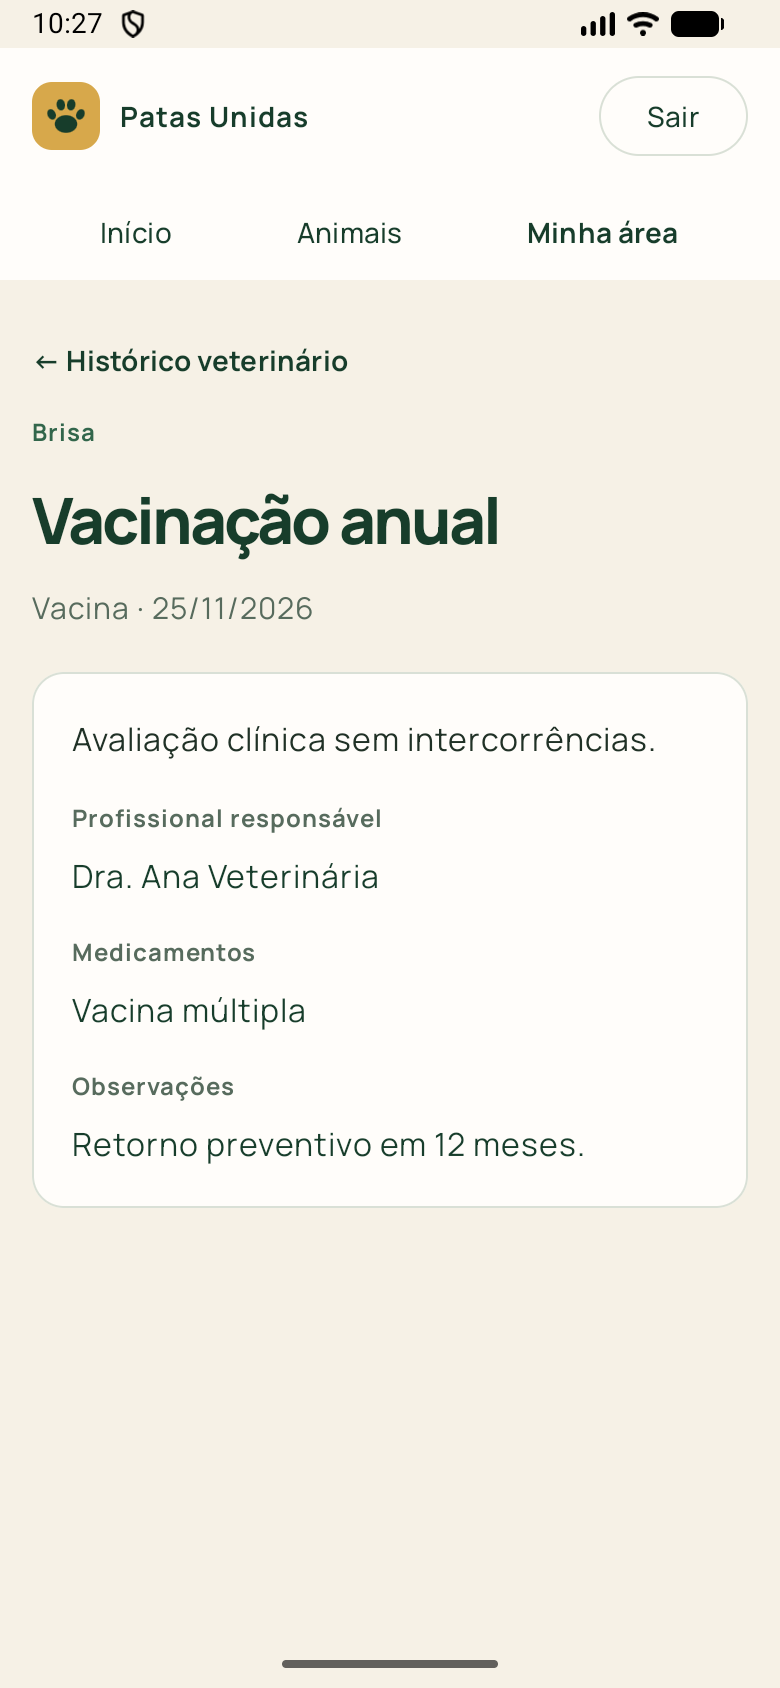 10:27
Patas Unidas
Sair
Início
Animais
Minha área
← Histórico veterinário
Brisa
Vacinação anual
Vacina · 25/11/2026
Avaliação clínica sem intercorrências.
Profissional responsável
Dra. Ana Veterinária
Medicamentos
Vacina múltipla
Observações
Retorno preventivo em 12 meses.